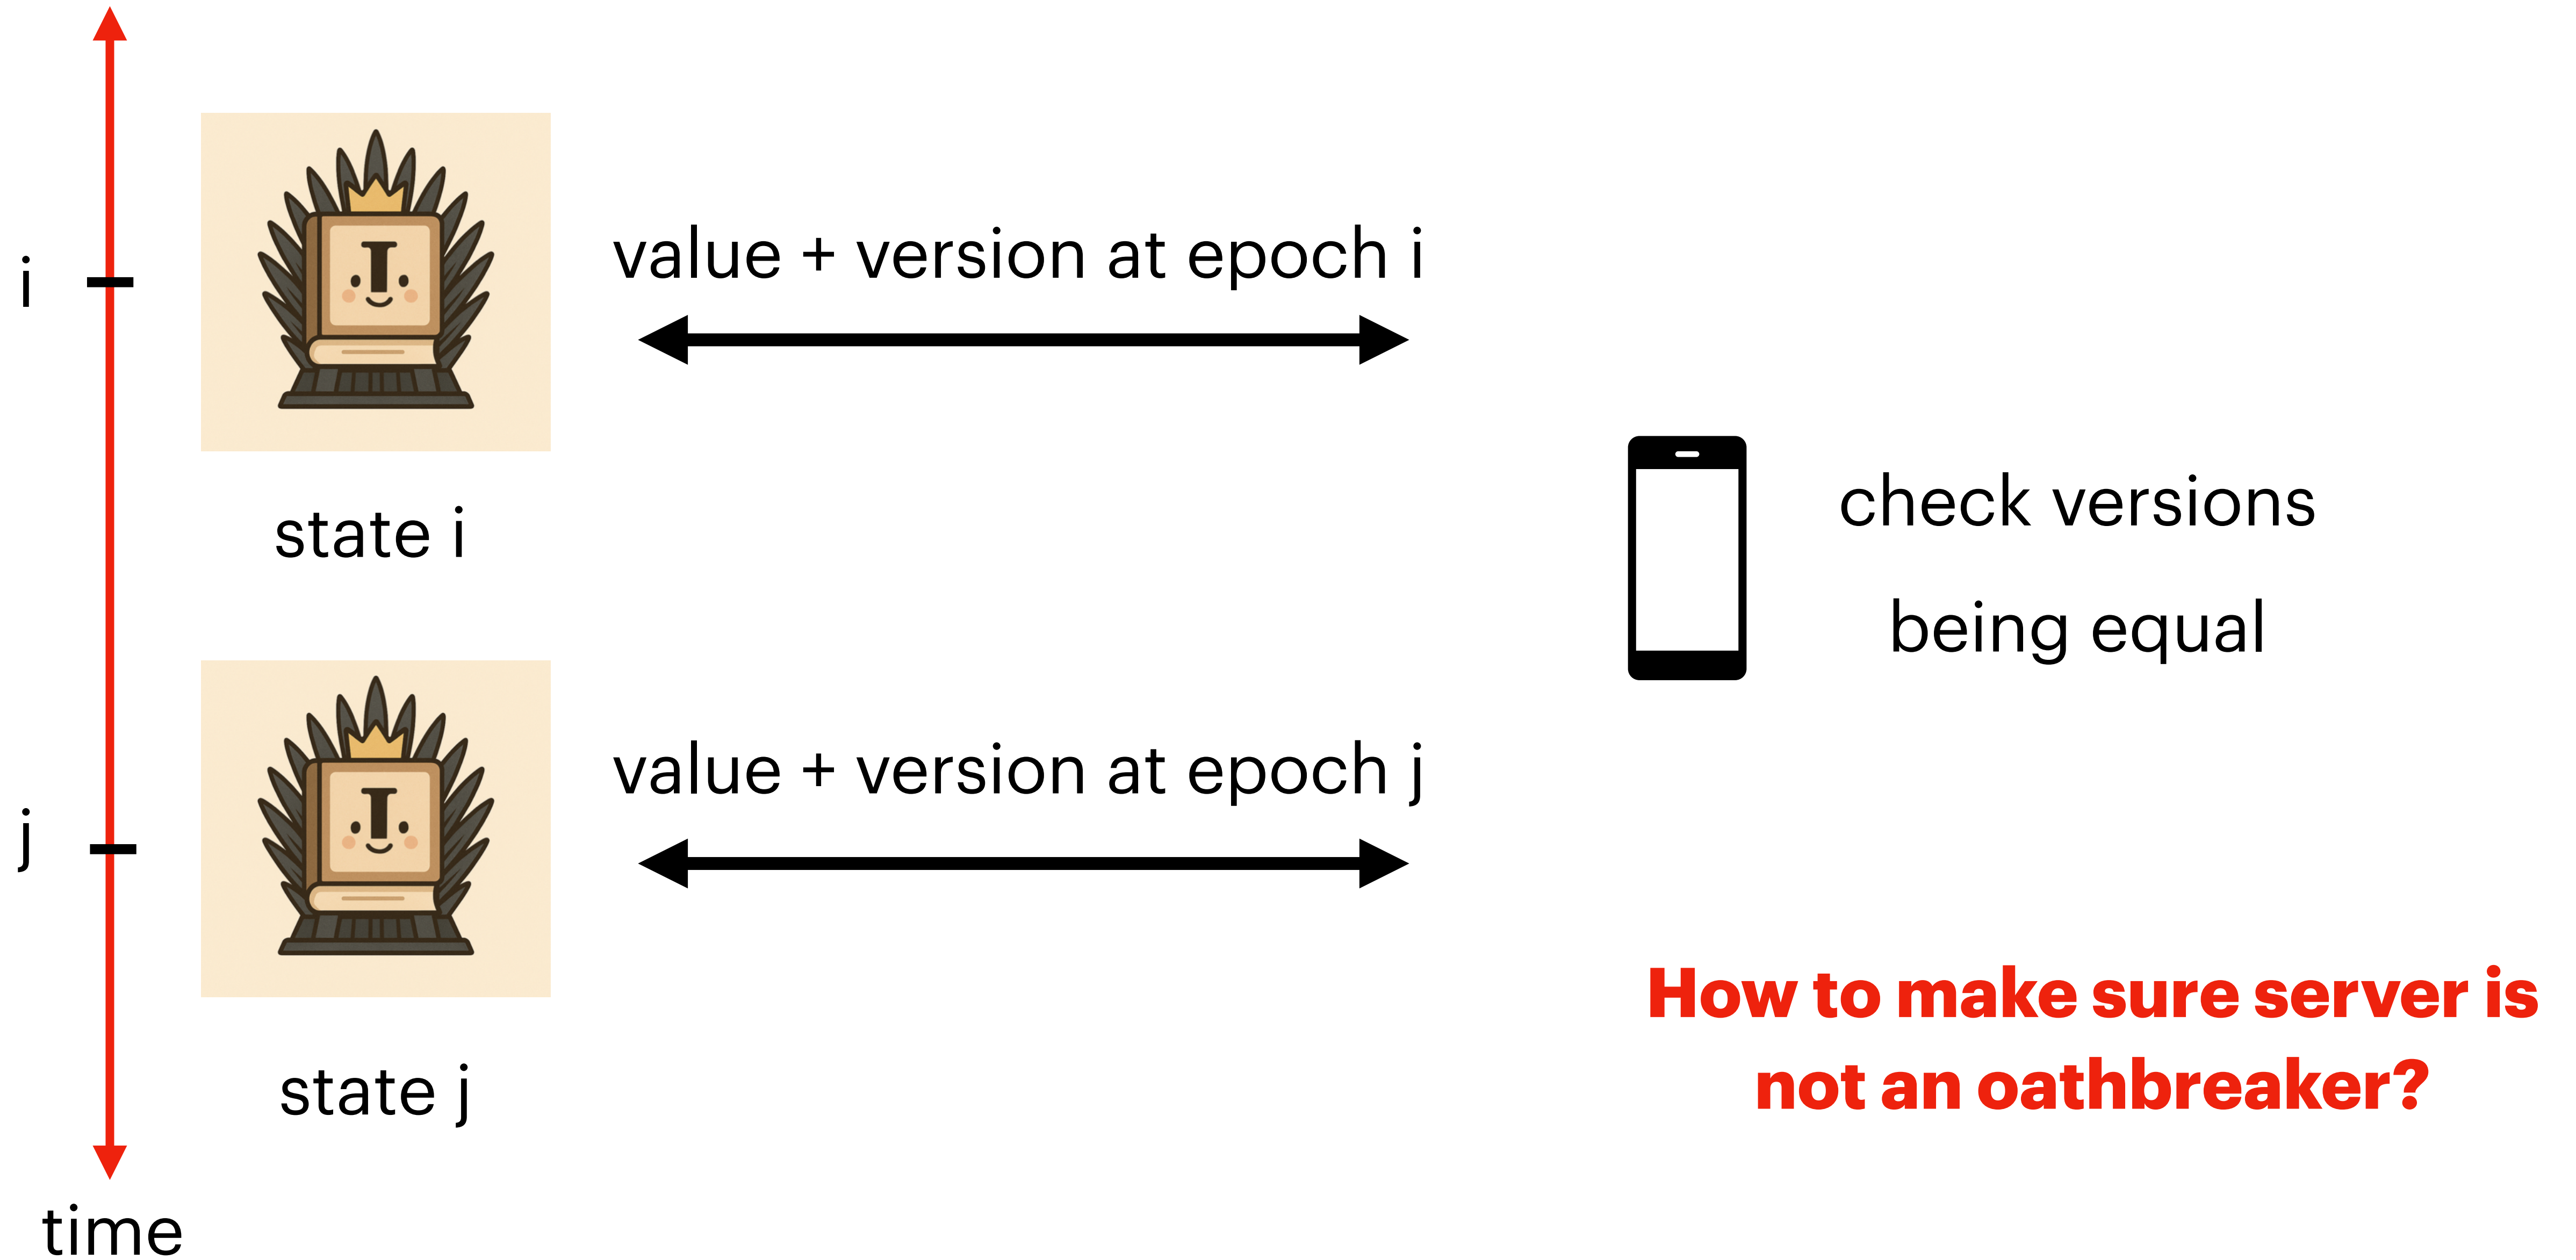 i
value + version at epoch i
state i
check versions
being equal
j
value + version at epoch j
state j
How to make sure server is
not an oathbreaker?
time
I
I